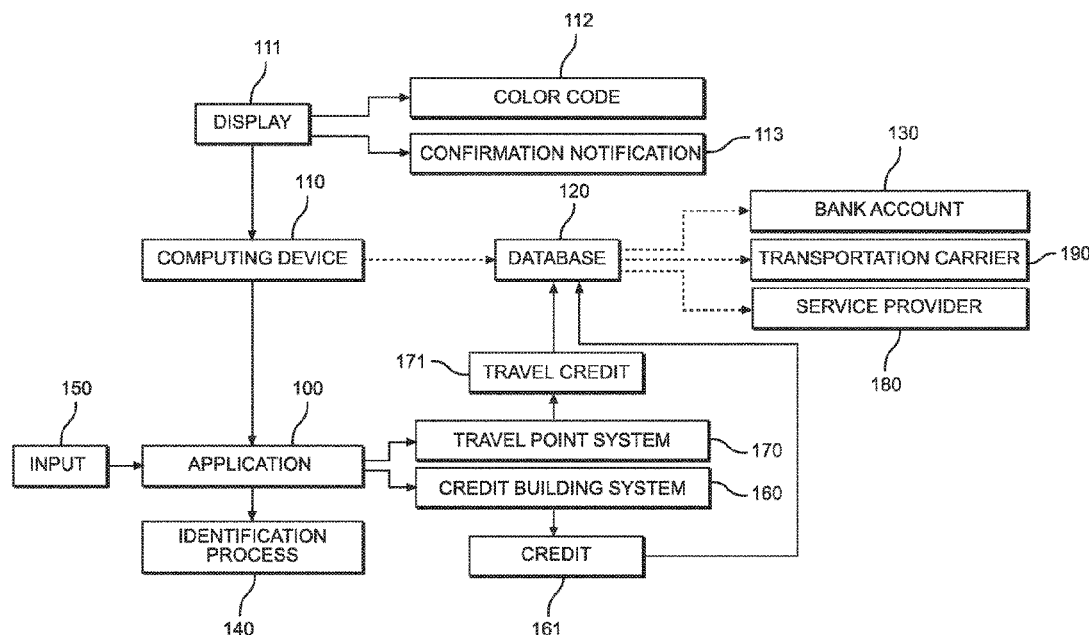 112
111
COLOR CODE
DISPLAY
CONFIRMATION NOTIFICATION
113
130
110
120
BANK ACCOUNT
COMPUTING DEVICE
DATABASE
TRANSPORTATION CARRIER
190
SERVICE PROVIDER
171
TRAVEL CREDIT
180
150
100
INPUT
APPLICATION
TRAVEL POINT SYSTEM
170
CREDIT BUILDING SYSTEM
160
IDENTIFICATION
PROCESS
CREDIT
140
161